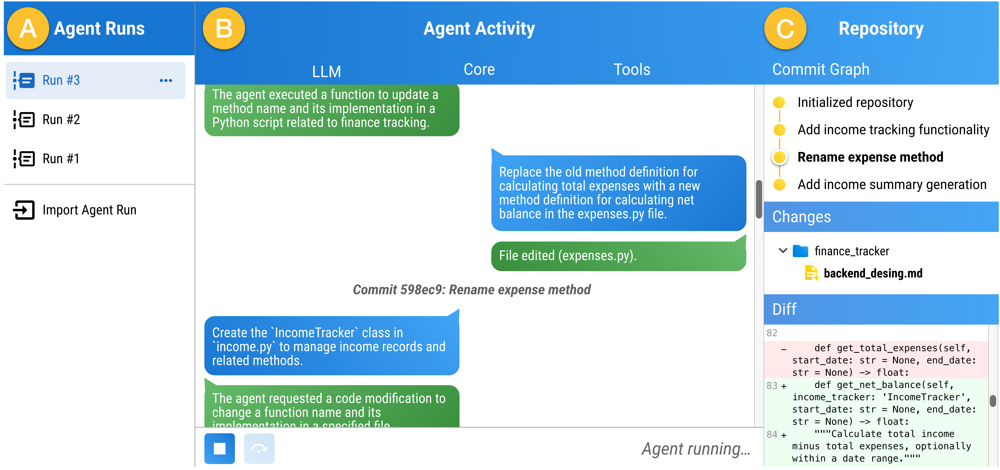 A
Agent Runs
Run #3
Run #2
Run #1
Import Agent Run
B
Agent Activity
LLM
Core
Tools
The agent executed a function to update a
method name and its implementation in a
Python script related to finance tracking.
Replace the old method definition for
calculating total expenses with a new
method definition for calculating net
balance in the expenses.py file.
File edited (expenses.py).
Commit 598ec9: Rename expense method
Create the `IncomeTracker` class in
`income.py` to manage income records and
related methods.
The agent requested a code modification to
change a function name and its
implementation in a specified file
Agent running...
C
Repository
Commit Graph
Initialized repository
Add income tracking functionality
Rename expense method
Add income summary generation
Changes
finance_tracker
backend_desing.md
Diff
82
−     def get_total_expenses(self,
start_date: str = None, end_date:
str = None) −> float:
83 +     def get_net_balance(self,
income_tracker: 'IncomeTracker',
start_date: str = None, end_date:
str = None) −> float:
84 +     """Calculate total income
minus total expenses, optionally
within a date range."""